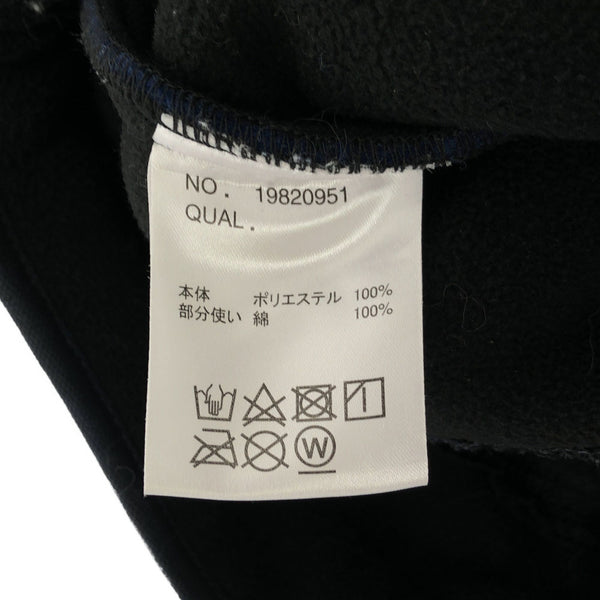 NO. 19820951
QUAL.
本体 ポリエステル 100%
部分使い 綿 100%
W